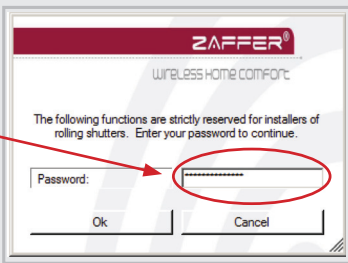 ZAFFER®
WIRELESS HOME COMFORT
The following functions are strictly reserved for installers of
rolling shutters. Enter your password to continue.
Password: ***************
Ok Cancel